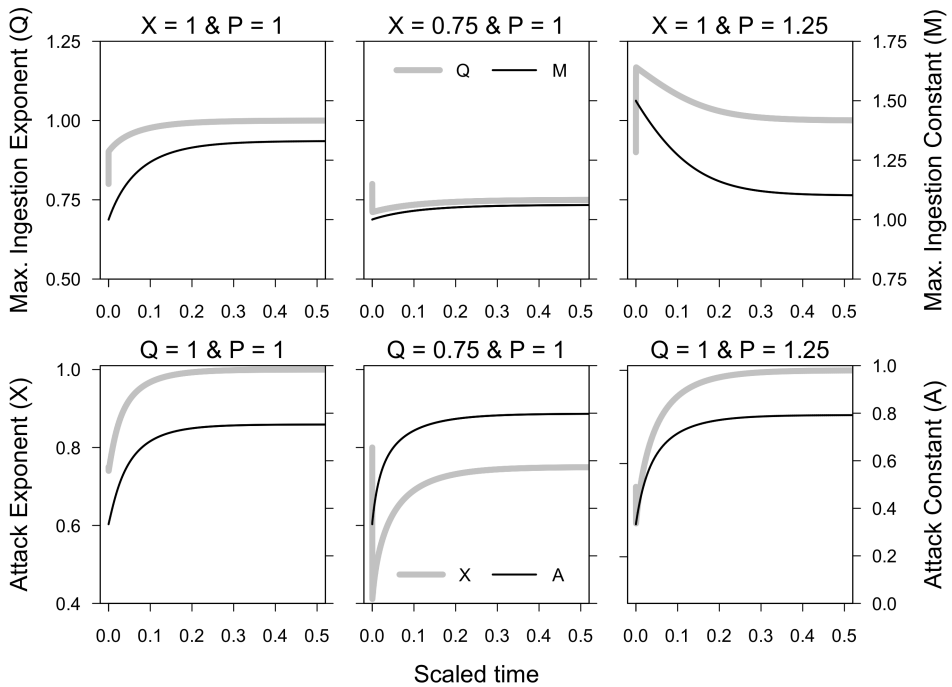 X = 1 & P = 1
X = 0.75 & P = 1
X = 1 & P = 1.25
Max. Ingestion Exponent (Q)
1.25
1.00
0.75
0.50
Q
M
1.75
1.50
1.25
1.00
0.75
Max. Ingestion Constant (M)
0.0 0.1 0.2 0.3 0.4 0.5
0.0 0.1 0.2 0.3 0.4 0.5
0.0 0.1 0.2 0.3 0.4 0.5
Q = 1 & P = 1
Q = 0.75 & P = 1
Q = 1 & P = 1.25
Attack Exponent (X)
1.0
0.8
0.6
0.4
X
A
1.0
0.8
0.6
0.4
0.2
0.0
Attack Constant (A)
0.0 0.1 0.2 0.3 0.4 0.5
0.0 0.1 0.2 0.3 0.4 0.5
0.0 0.1 0.2 0.3 0.4 0.5
Scaled time